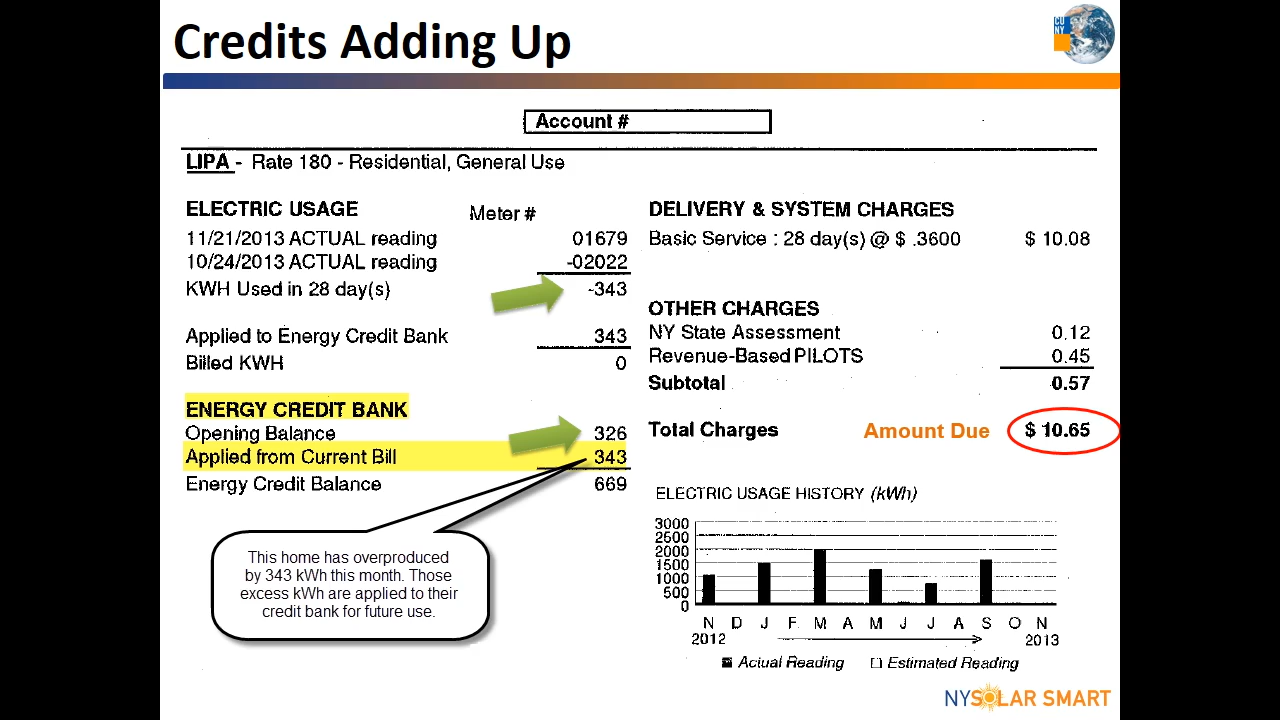 Credits Adding Up
CU
NY
Account #
LIPA - Rate 180 - Residential, General Use
ELECTRIC USAGE
Meter #
11/21/2013 ACTUAL reading 01679
10/24/2013 ACTUAL reading -02022
KWH Used in 28 day(s) -343
Applied to Energy Credit Bank 343
Billed KWH 0
ENERGY CREDIT BANK
Opening Balance 326
Applied from Current Bill 343
Energy Credit Balance 669
This home has overproduced
by 343 kWh this month. Those
excess kWh are applied to their
credit bank for future use.
DELIVERY & SYSTEM CHARGES
Basic Service : 28 day(s) @ $ .3600 $ 10.08
OTHER CHARGES
NY State Assessment 0.12
Revenue-Based PILOTS 0.45
Subtotal 0.57
Total Charges Amount Due $ 10.65
ELECTRIC USAGE HISTORY (kWh)
3000
2500
2000
1500
1000
500
0
N D J F M A M J J A S O N
2012 2013
Actual Reading Estimated Reading
NY SOLAR SMART